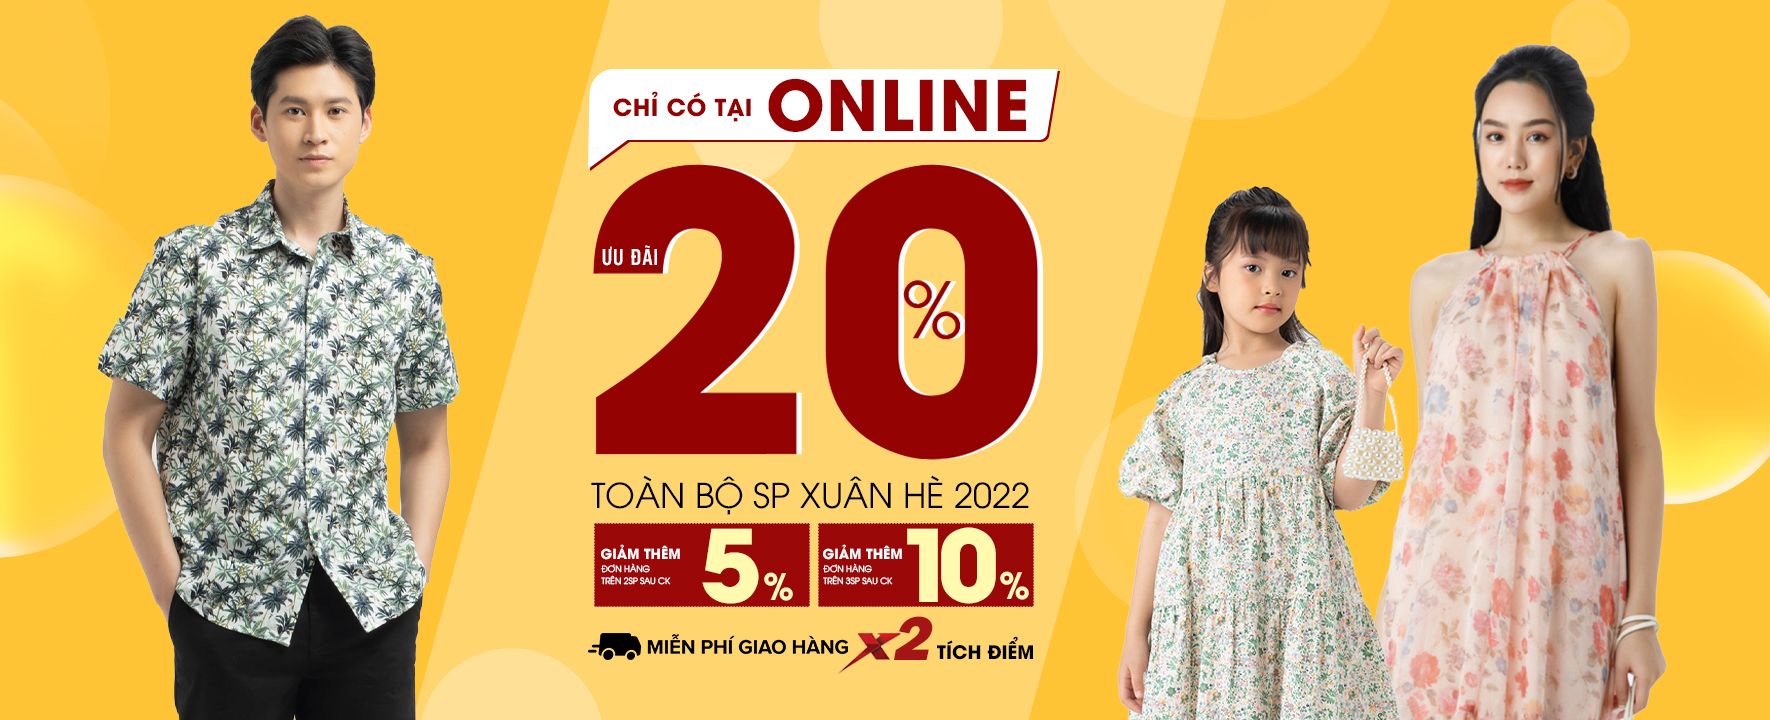 CHỈ CÓ TẠI ONLINE
ƯU ĐÃI 20%
TOÀN BỘ SP XUÂN HÈ 2022
GIẢM THÊM 5%
ĐƠN HÀNG
TRÊN 2SP SAU CK
GIẢM THÊM 10%
ĐƠN HÀNG
TRÊN 3SP SAU CK
MIỄN PHÍ GIAO HÀNG X2 TÍCH ĐIỂM